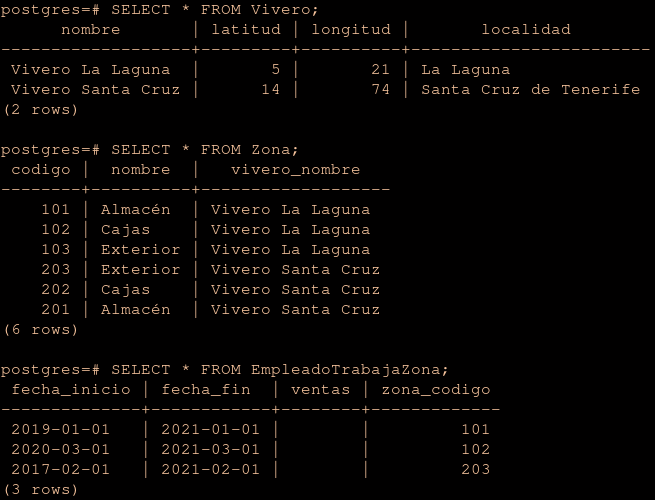 postgres=# SELECT * FROM Vivero;
      nombre       | latitud | longitud |       localidad
-------------------+---------+----------+------------------------
 Vivero La Laguna  |       5 |       21 | La Laguna
 Vivero Santa Cruz |      14 |       74 | Santa Cruz de Tenerife
(2 rows)

postgres=# SELECT * FROM Zona;
 codigo |  nombre  |   vivero_nombre
--------+----------+-------------------
    101 | Almacén  | Vivero La Laguna
    102 | Cajas    | Vivero La Laguna
    103 | Exterior | Vivero La Laguna
    203 | Exterior | Vivero Santa Cruz
    202 | Cajas    | Vivero Santa Cruz
    201 | Almacén  | Vivero Santa Cruz
(6 rows)

postgres=# SELECT * FROM EmpleadoTrabajaZona;
 fecha_inicio | fecha_fin  | ventas | zona_codigo
--------------+------------+--------+-------------
 2019-01-01   | 2021-01-01 |        |         101
 2020-03-01   | 2021-03-01 |        |         102
 2017-02-01   | 2021-02-01 |        |         203
(3 rows)